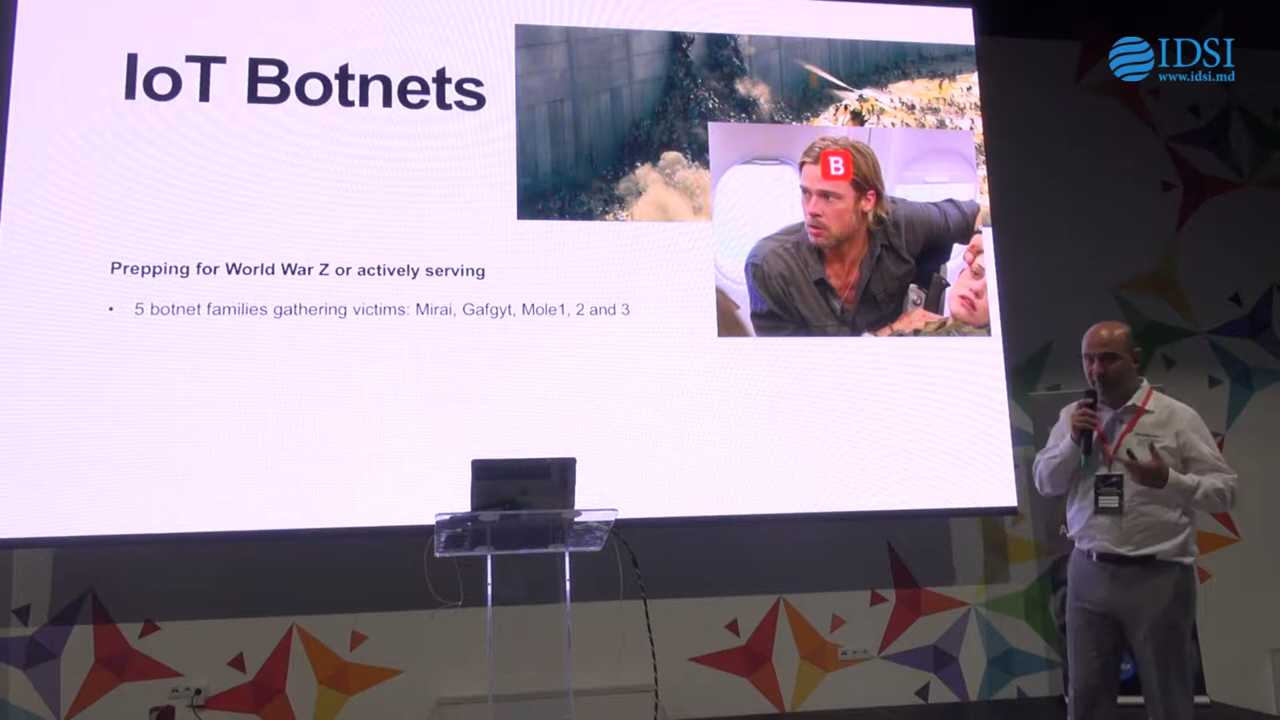 IoT Botnets
IDSI
www.idsi.md
B
Prepping for World War Z or actively serving
• 5 botnet families gathering victims: Mirai, Gafgyt, Mole1, 2 and 3